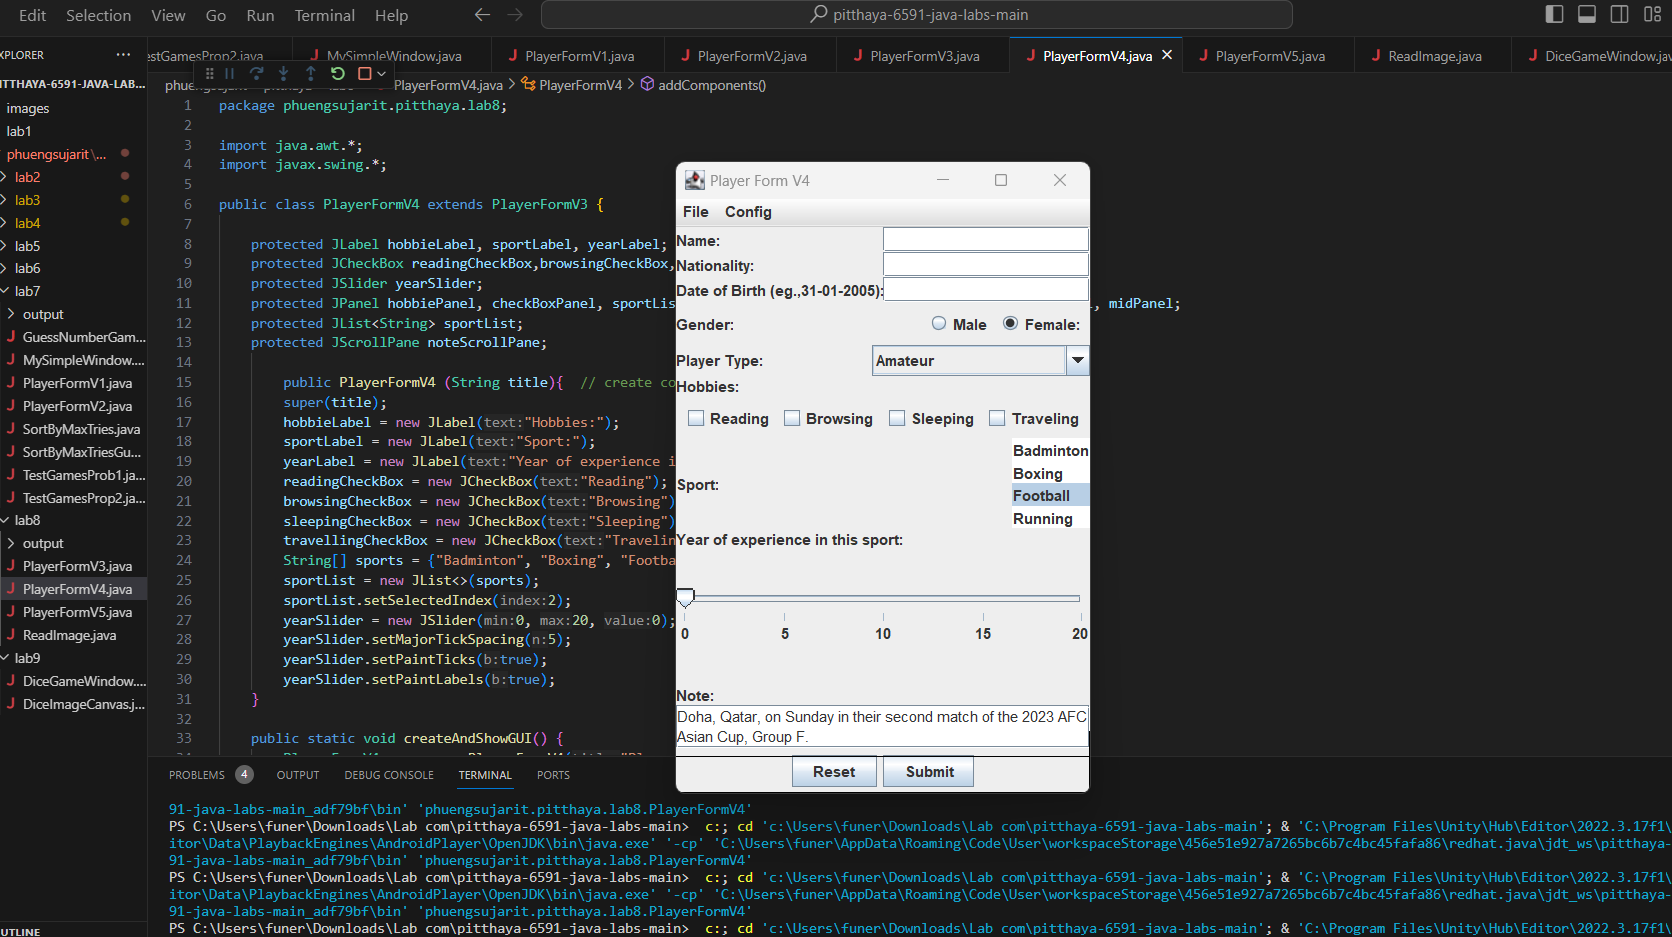 Edit Selection View Go Run Terminal Help
pitthaya-6591-java-labs-main
EXPLORER ...
estGamesProp2.java MySimpleWindow.java PlayerFormV1.java PlayerFormV2.java PlayerFormV3.java PlayerFormV4.java PlayerFormV5.java ReadImage.java DiceGameWindow.jav
PITTHAYA-6591-JAVA-LAB...
images
lab1
phuengsujarit\...
lab2
lab3
lab4
lab5
lab6
lab7
output
GuessNumberGam...
MySimpleWindow....
PlayerFormV1.java
PlayerFormV2.java
SortByMaxTries.java
SortByMaxTriesGu...
TestGamesProb1.ja...
TestGamesProp2.ja...
lab8
output
PlayerFormV3.java
PlayerFormV4.java
PlayerFormV5.java
ReadImage.java
lab9
DiceGameWindow....
DiceImageCanvas.j...
OUTLINE
PlayerFormV4.java > PlayerFormV4 > addComponents()
1 package phuengsujarit.pitthaya.lab8;
2
3 import java.awt.*;
4 import javax.swing.*;
5
6 public class PlayerFormV4 extends PlayerFormV3 {
7
8 protected JLabel hobbieLabel, sportLabel, yearLabel;
9 protected JCheckBox readingCheckBox,browsingCheckBox,
10 protected JSlider yearSlider;
11 protected JPanel hobbiePanel, checkBoxPanel, sportLis , midPanel;
12 protected JList<String> sportList;
13 protected JScrollPane noteScrollPane;
14
15 public PlayerFormV4 (String title){ // create co
16 super(title);
17 hobbieLabel = new JLabel(text:"Hobbies:");
18 sportLabel = new JLabel(text:"Sport:");
19 yearLabel = new JLabel(text:"Year of experience i
20 readingCheckBox = new JCheckBox(text:"Reading");
21 browsingCheckBox = new JCheckBox(text:"Browsing")
22 sleepingCheckBox = new JCheckBox(text:"Sleeping")
23 travellingCheckBox = new JCheckBox(text:"Travelin
24 String[] sports = {"Badminton", "Boxing", "Footba
25 sportList = new JList<>(sports);
26 sportList.setSelectedIndex(index:2);
27 yearSlider = new JSlider(min:0, max:20, value:0);
28 yearSlider.setMajorTickSpacing(n:5);
29 yearSlider.setPaintTicks(b:true);
30 yearSlider.setPaintLabels(b:true);
31 }
32
33 public static void createAndShowGUI() {
Player Form V4
File Config
Name:
Nationality:
Date of Birth (eg.,31-01-2005):
Gender: Male Female:
Player Type: Amateur
Hobbies:
Reading Browsing Sleeping Traveling
Badminton
Boxing
Sport:
Football
Running
Year of experience in this sport:
0 5 10 15 20
Note:
Doha, Qatar, on Sunday in their second match of the 2023 AFC
Asian Cup, Group F.
Reset Submit
PROBLEMS 4 OUTPUT DEBUG CONSOLE TERMINAL PORTS
91-java-labs-main_adf79bf\bin' 'phuengsujarit.pitthaya.lab8.PlayerFormV4'
PS C:\Users\funer\Downloads\Lab com\pitthaya-6591-java-labs-main> c:; cd 'c:\Users\funer\Downloads\Lab com\pitthaya-6591-java-labs-main'; & 'C:\Program Files\Unity\Hub\Editor\2022.3.17f1\
itor\Data\PlaybackEngines\AndroidPlayer\OpenJDK\bin\java.exe' '-cp' 'C:\Users\funer\AppData\Roaming\Code\User\workspaceStorage\456e51e927a7265bc6b7c4bc45fafa86\redhat.java\jdt_ws\pitthaya-
91-java-labs-main_adf79bf\bin' 'phuengsujarit.pitthaya.lab8.PlayerFormV4'
PS C:\Users\funer\Downloads\Lab com\pitthaya-6591-java-labs-main> c:; cd 'c:\Users\funer\Downloads\Lab com\pitthaya-6591-java-labs-main'; & 'C:\Program Files\Unity\Hub\Editor\2022.3.17f1\
itor\Data\PlaybackEngines\AndroidPlayer\OpenJDK\bin\java.exe' '-cp' 'C:\Users\funer\AppData\Roaming\Code\User\workspaceStorage\456e51e927a7265bc6b7c4bc45fafa86\redhat.java\jdt_ws\pitthaya-
91-java-labs-main_adf79bf\bin' 'phuengsujarit.pitthaya.lab8.PlayerFormV4'
PS C:\Users\funer\Downloads\Lab com\pitthaya-6591-java-labs-main> c:; cd 'c:\Users\funer\Downloads\Lab com\pitthaya-6591-java-labs-main'; & 'C:\Program Files\Unity\Hub\Editor\2022.3.17f1\